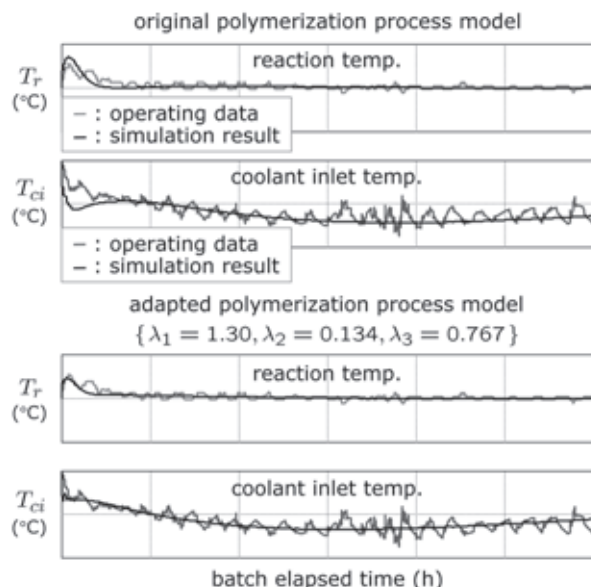 original polymerization process model
reaction temp.
T_r
(°C)
– : operating data
– : simulation result
coolant inlet temp.
T_ci
(°C)
– : operating data
– : simulation result
adapted polymerization process model
{λ₁ = 1.30, λ₂ = 0.134, λ₃ = 0.767}
reaction temp.
T_r
(°C)
coolant inlet temp.
T_ci
(°C)
batch elapsed time (h)